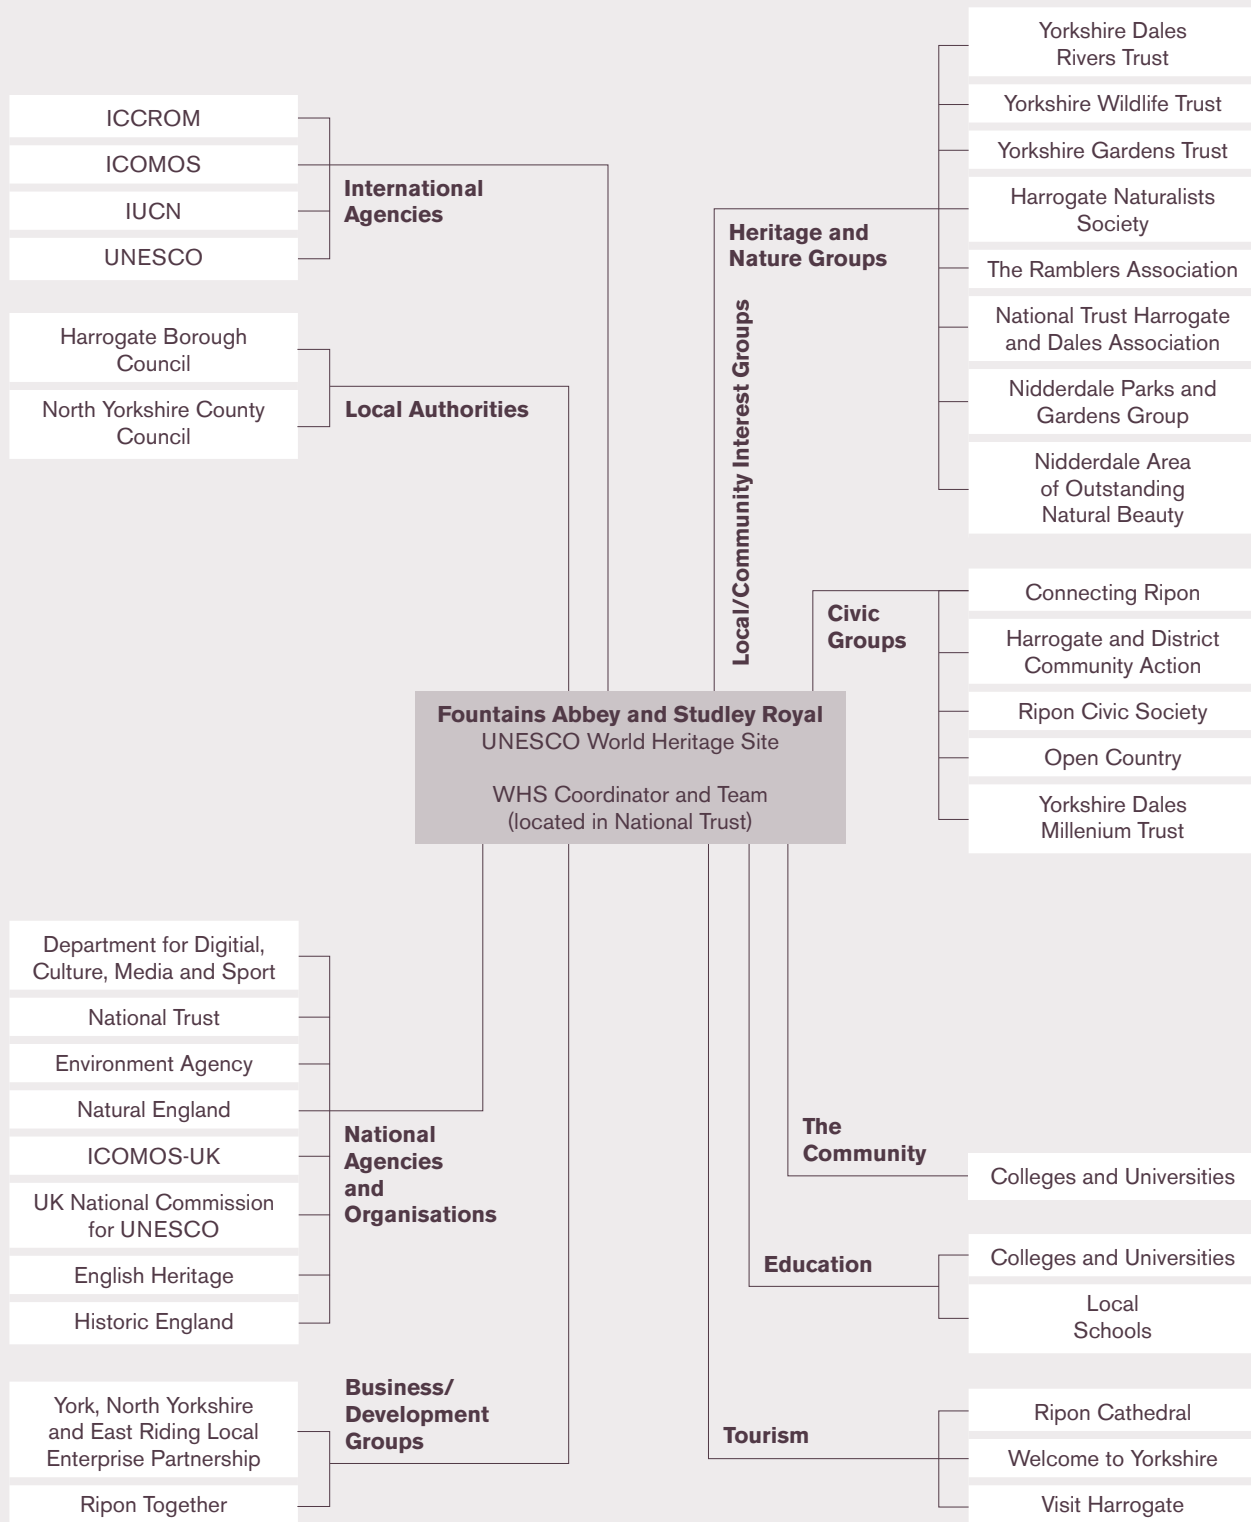 ICCROM
ICOMOS
IUCN
UNESCO
International
Agencies
Harrogate Borough
Council
North Yorkshire County
Council
Local Authorities
Yorkshire Dales
Rivers Trust
Yorkshire Wildlife Trust
Yorkshire Gardens Trust
Harrogate Naturalists
Society
The Ramblers Association
National Trust Harrogate
and Dales Association
Nidderdale Parks and
Gardens Group
Nidderdale Area
of Outstanding
Natural Beauty
Heritage and
Nature Groups
Local/Community Interest Groups
Civic
Groups
Connecting Ripon
Harrogate and District
Community Action
Ripon Civic Society
Open Country
Yorkshire Dales
Millenium Trust
Fountains Abbey and Studley Royal
UNESCO World Heritage Site
WHS Coordinator and Team
(located in National Trust)
Department for Digitial,
Culture, Media and Sport
National Trust
Environment Agency
Natural England
ICOMOS-UK
UK National Commission
for UNESCO
English Heritage
Historic England
National
Agencies
and
Organisations
York, North Yorkshire
and East Riding Local
Enterprise Partnership
Ripon Together
Business/
Development
Groups
The
Community
Colleges and Universities
Education
Colleges and Universities
Local
Schools
Tourism
Ripon Cathedral
Welcome to Yorkshire
Visit Harrogate